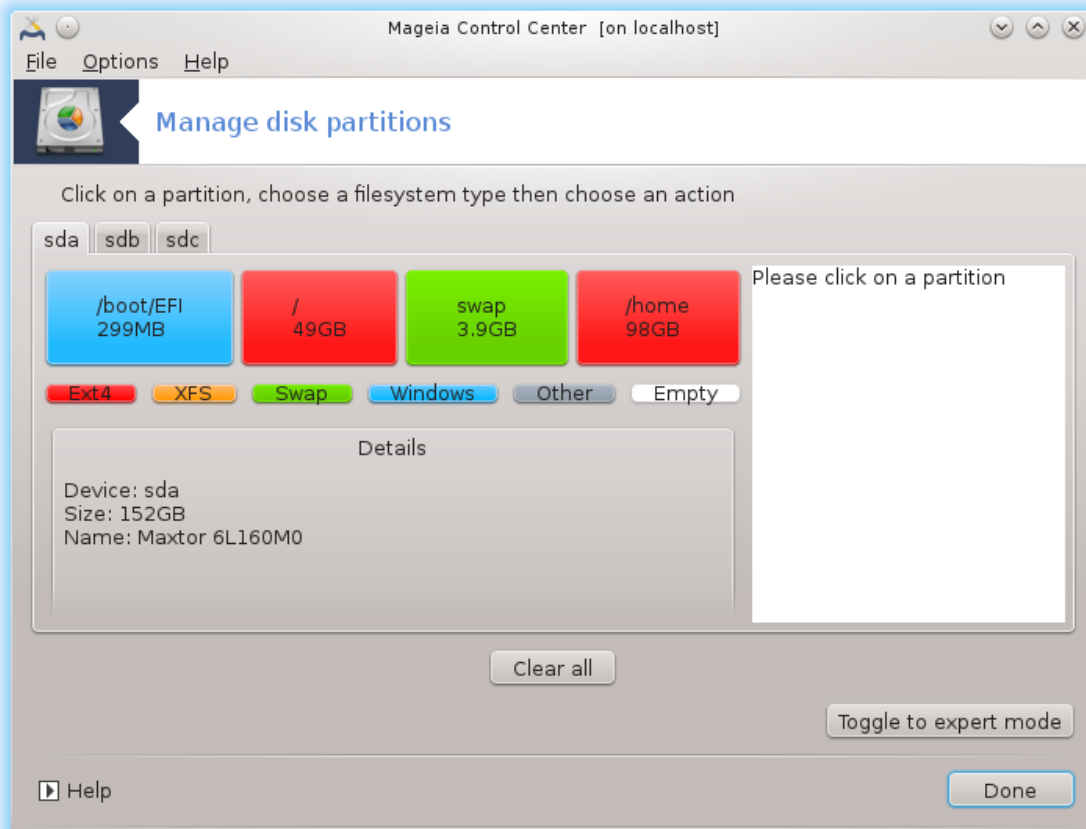 Mageia Control Center [on localhost]
File Options Help
Manage disk partitions
Click on a partition, choose a filesystem type then choose an action
sda sdb sdc
/boot/EFI
299MB
/
49GB
swap
3.9GB
/home
98GB
Please click on a partition
Ext4 XFS Swap Windows Other Empty
Details
Device: sda
Size: 152GB
Name: Maxtor 6L160M0
Clear all
Toggle to expert mode
Help
Done